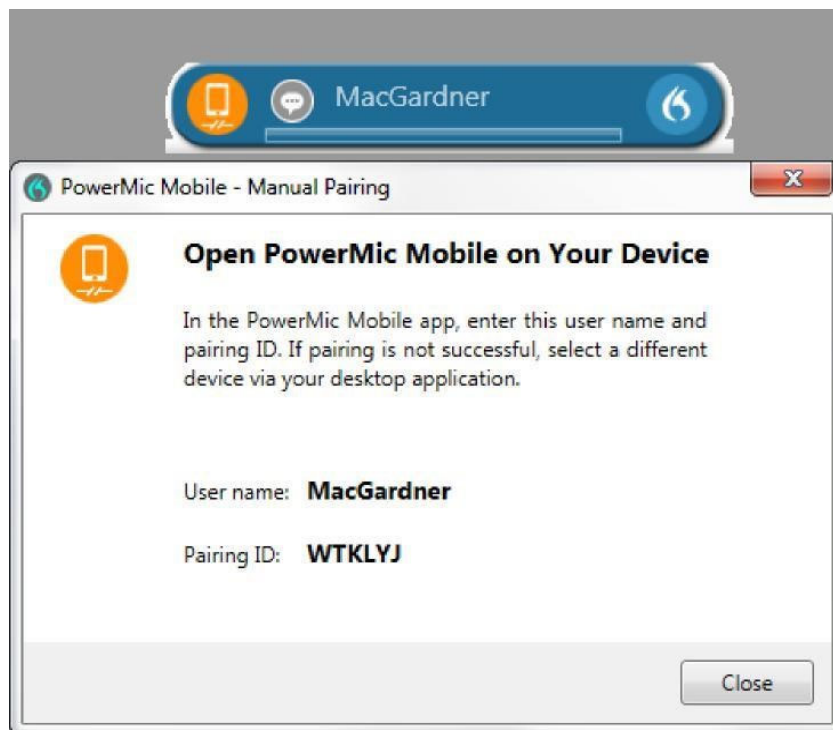 MacGardner
PowerMic Mobile - Manual Pairing
Open PowerMic Mobile on Your Device
In the PowerMic Mobile app, enter this user name and
pairing ID. If pairing is not successful, select a different
device via your desktop application.
User name: MacGardner
Pairing ID: WTKLYJ
Close